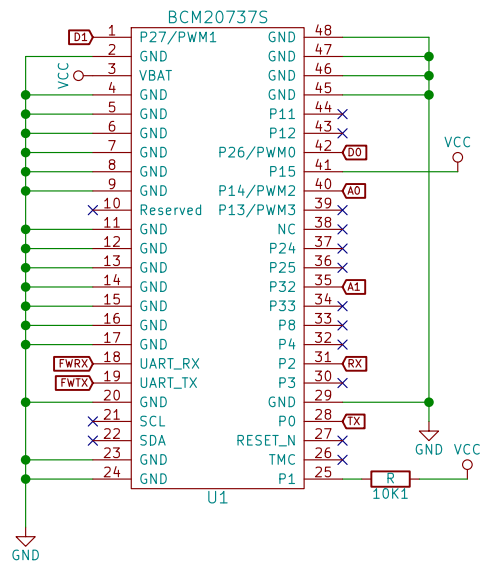 BCM20737S
D1 1 P27/PWM1 GND 48
2 GND GND 47
VCC 3 VBAT GND 46
4 GND GND 45
5 GND P11 44
6 GND P12 43
7 GND P26/PWM0 42 D0
VCC
8 GND P15 41
9 GND P14/PWM2 40 A0
10 Reserved P13/PWM3 39
11 GND NC 38
12 GND P24 37
13 GND P25 36
14 GND P32 35 A1
15 GND P33 34
16 GND P8 33
17 GND P4 32
FWRX 18 UART_RX P2 31 RX
FWTX 19 UART_TX P3 30
20 GND GND 29
21 SCL P0 28 TX
22 SDA RESET_N 27
GND VCC
23 GND TMC 26
24 GND P1 25 R
U1 10K1
GND